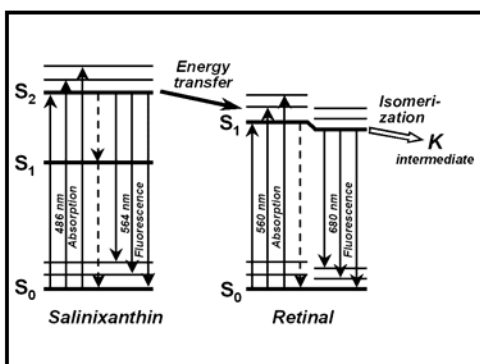 Energy
transfer
S2
S1
S0
486 nm
Absorption
564 nm
Fluorescence
Salinixanthin
S1
S0
560 nm
Absorption
680 nm
Fluorescence
Retinal
Isomeri-
zation
K
intermediate